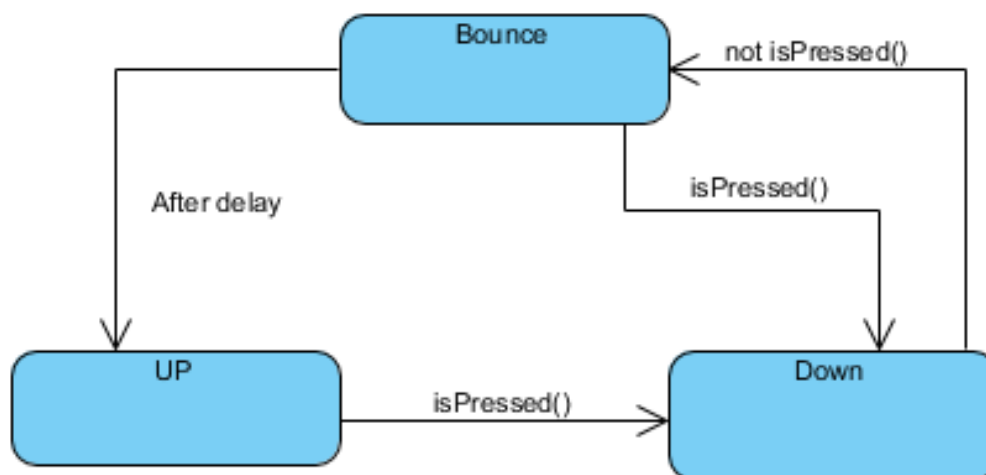 Bounce
not isPressed()
isPressed()
After delay
UP
Down
isPressed()